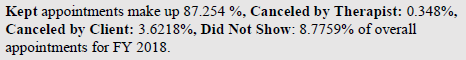 Kept appointments make up 87.254 %, Canceled by Therapist: 0.348%,
Canceled by Client: 3.6218%, Did Not Show: 8.7759% of overall
appointments for FY 2018.